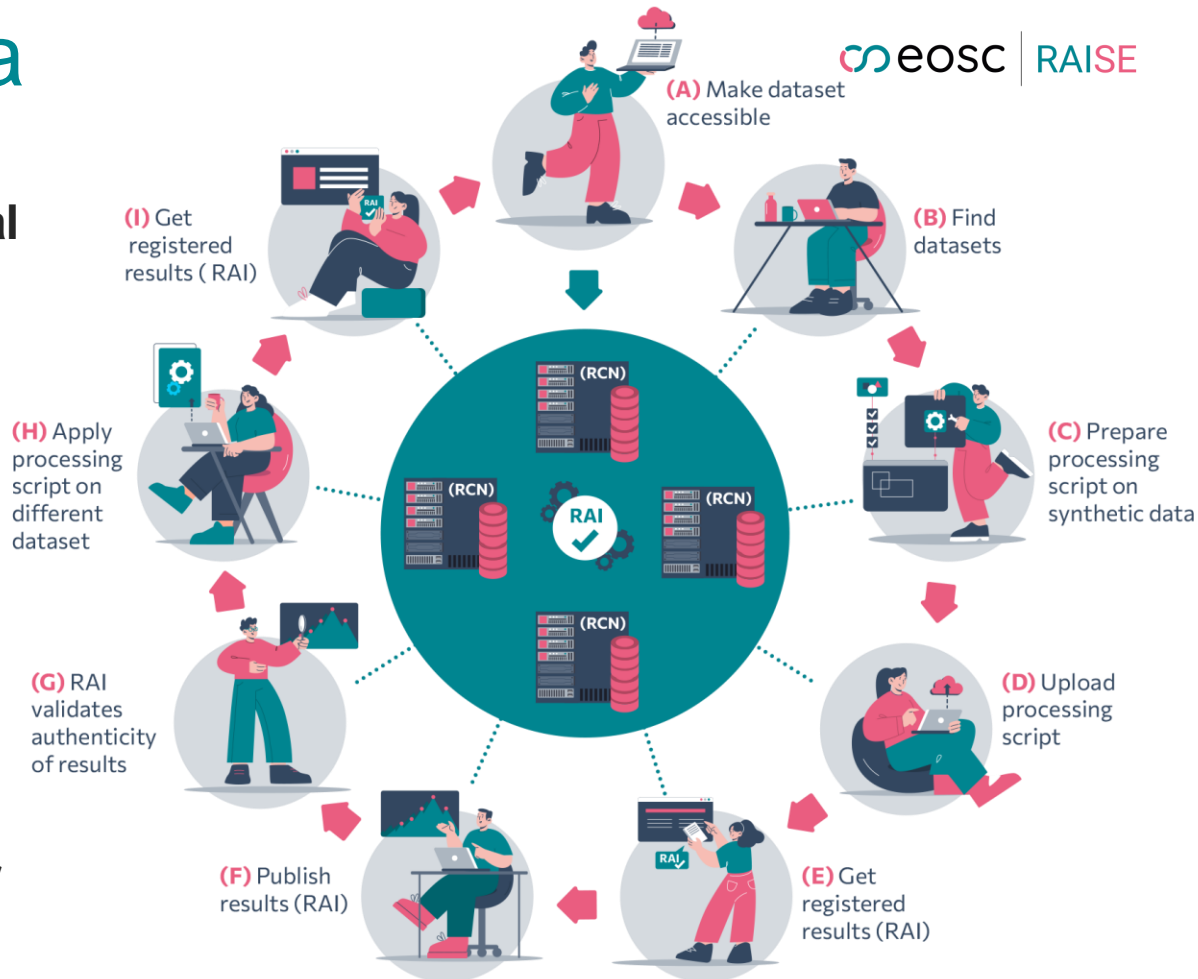 a
eosc | RAISE
al
(A) Make dataset
accessible
(B) Find
datasets
(C) Prepare
processing
script on
synthetic data
(D) Upload
processing
script
(E) Get
registered
results (RAI)
(F) Publish
results (RAI)
(G) RAI
validates
authenticity
of results
(H) Apply
processing
script on
different
dataset
(I) Get
registered
results ( RAI)
RAI
(RCN)
(RCN)
RAI
(RCN)
(RCN)
RAI